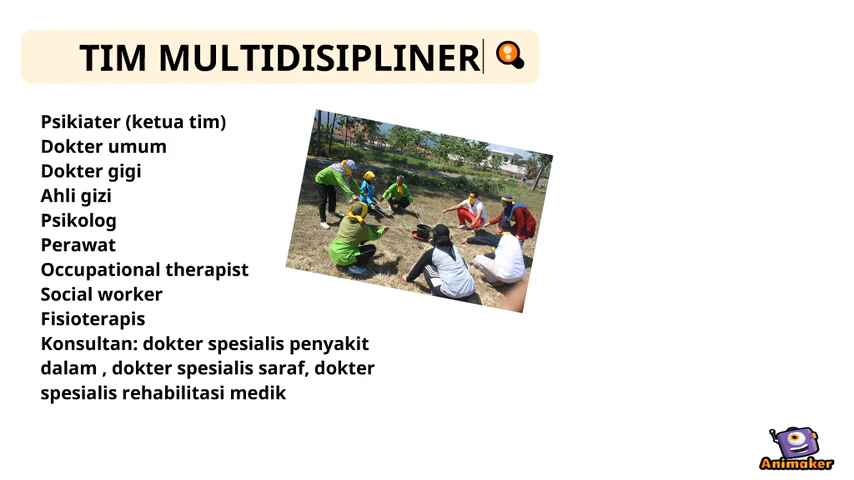 TIM MULTIDISIPLINER
Psikiater (ketua tim)
Dokter umum
Dokter gigi
Ahli gizi
Psikolog
Perawat
Occupational therapist
Social worker
Fisioterapis
Konsultan: dokter spesialis penyakit
dalam , dokter spesialis saraf, dokter
spesialis rehabilitasi medik
Animaker